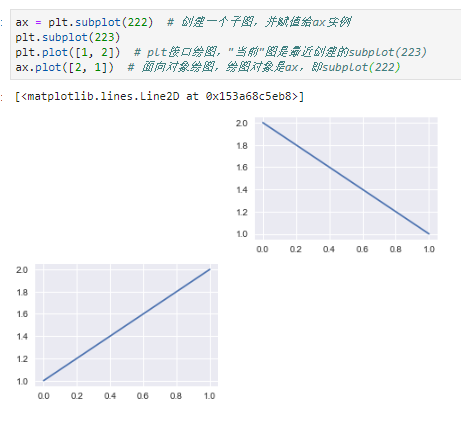 ax = plt.subplot(222)  # 创建一个子图，并赋值给ax实例
plt.subplot(223)
plt.plot([1, 2])  # plt接口绘图，"当前"图是最近创建的subplot(223)
ax.plot([2, 1])  # 面向对象绘图，绘图对象是ax，即subplot(222)
[<matplotlib.lines.Line2D at 0x153a68c5eb8>]
2.0
1.8
1.6
1.4
1.2
1.0
0.0 0.2 0.4 0.6 0.8 1.0
2.0
1.8
1.6
1.4
1.2
1.0
0.0 0.2 0.4 0.6 0.8 1.0